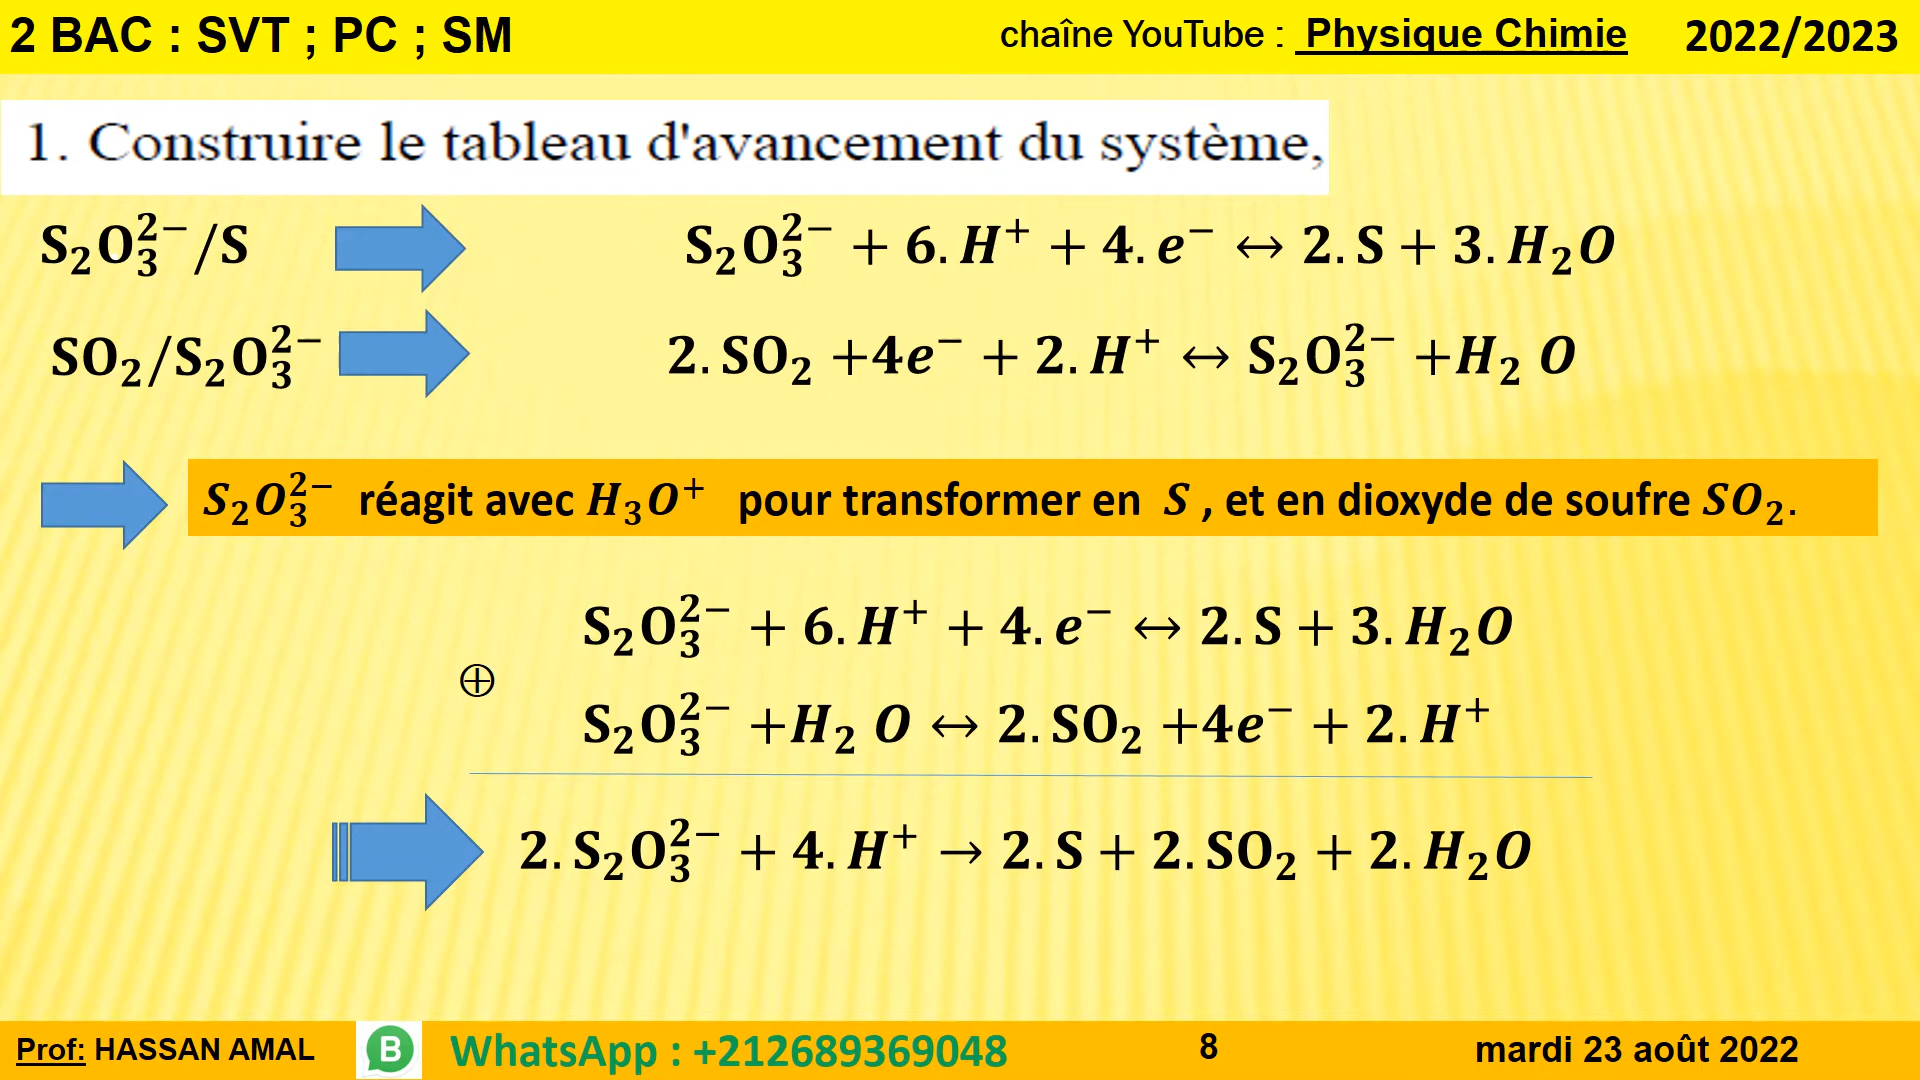 2 BAC : SVT ; PC ; SM chaîne YouTube : Physique Chimie 2022/2023
1. Construire le tableau d'avancement du système,
S₂O₃²⁻/S S₂O₃²⁻ + 6.H⁺ + 4.e⁻ ↔ 2.S + 3.H₂O
SO₂/S₂O₃²⁻ 2.SO₂ +4e⁻ + 2.H⁺ ↔ S₂O₃²⁻ +H₂ O
S₂O₃²⁻ réagit avec H₃O⁺ pour transformer en S , et en dioxyde de soufre SO₂.
S₂O₃²⁻ + 6.H⁺ + 4.e⁻ ↔ 2.S + 3.H₂O
⊕
S₂O₃²⁻ +H₂ O ↔ 2.SO₂ +4e⁻ + 2.H⁺
2.S₂O₃²⁻ + 4.H⁺ → 2.S + 2.SO₂ + 2.H₂O
Prof: HASSAN AMAL B WhatsApp : +212689369048 8 mardi 23 août 2022